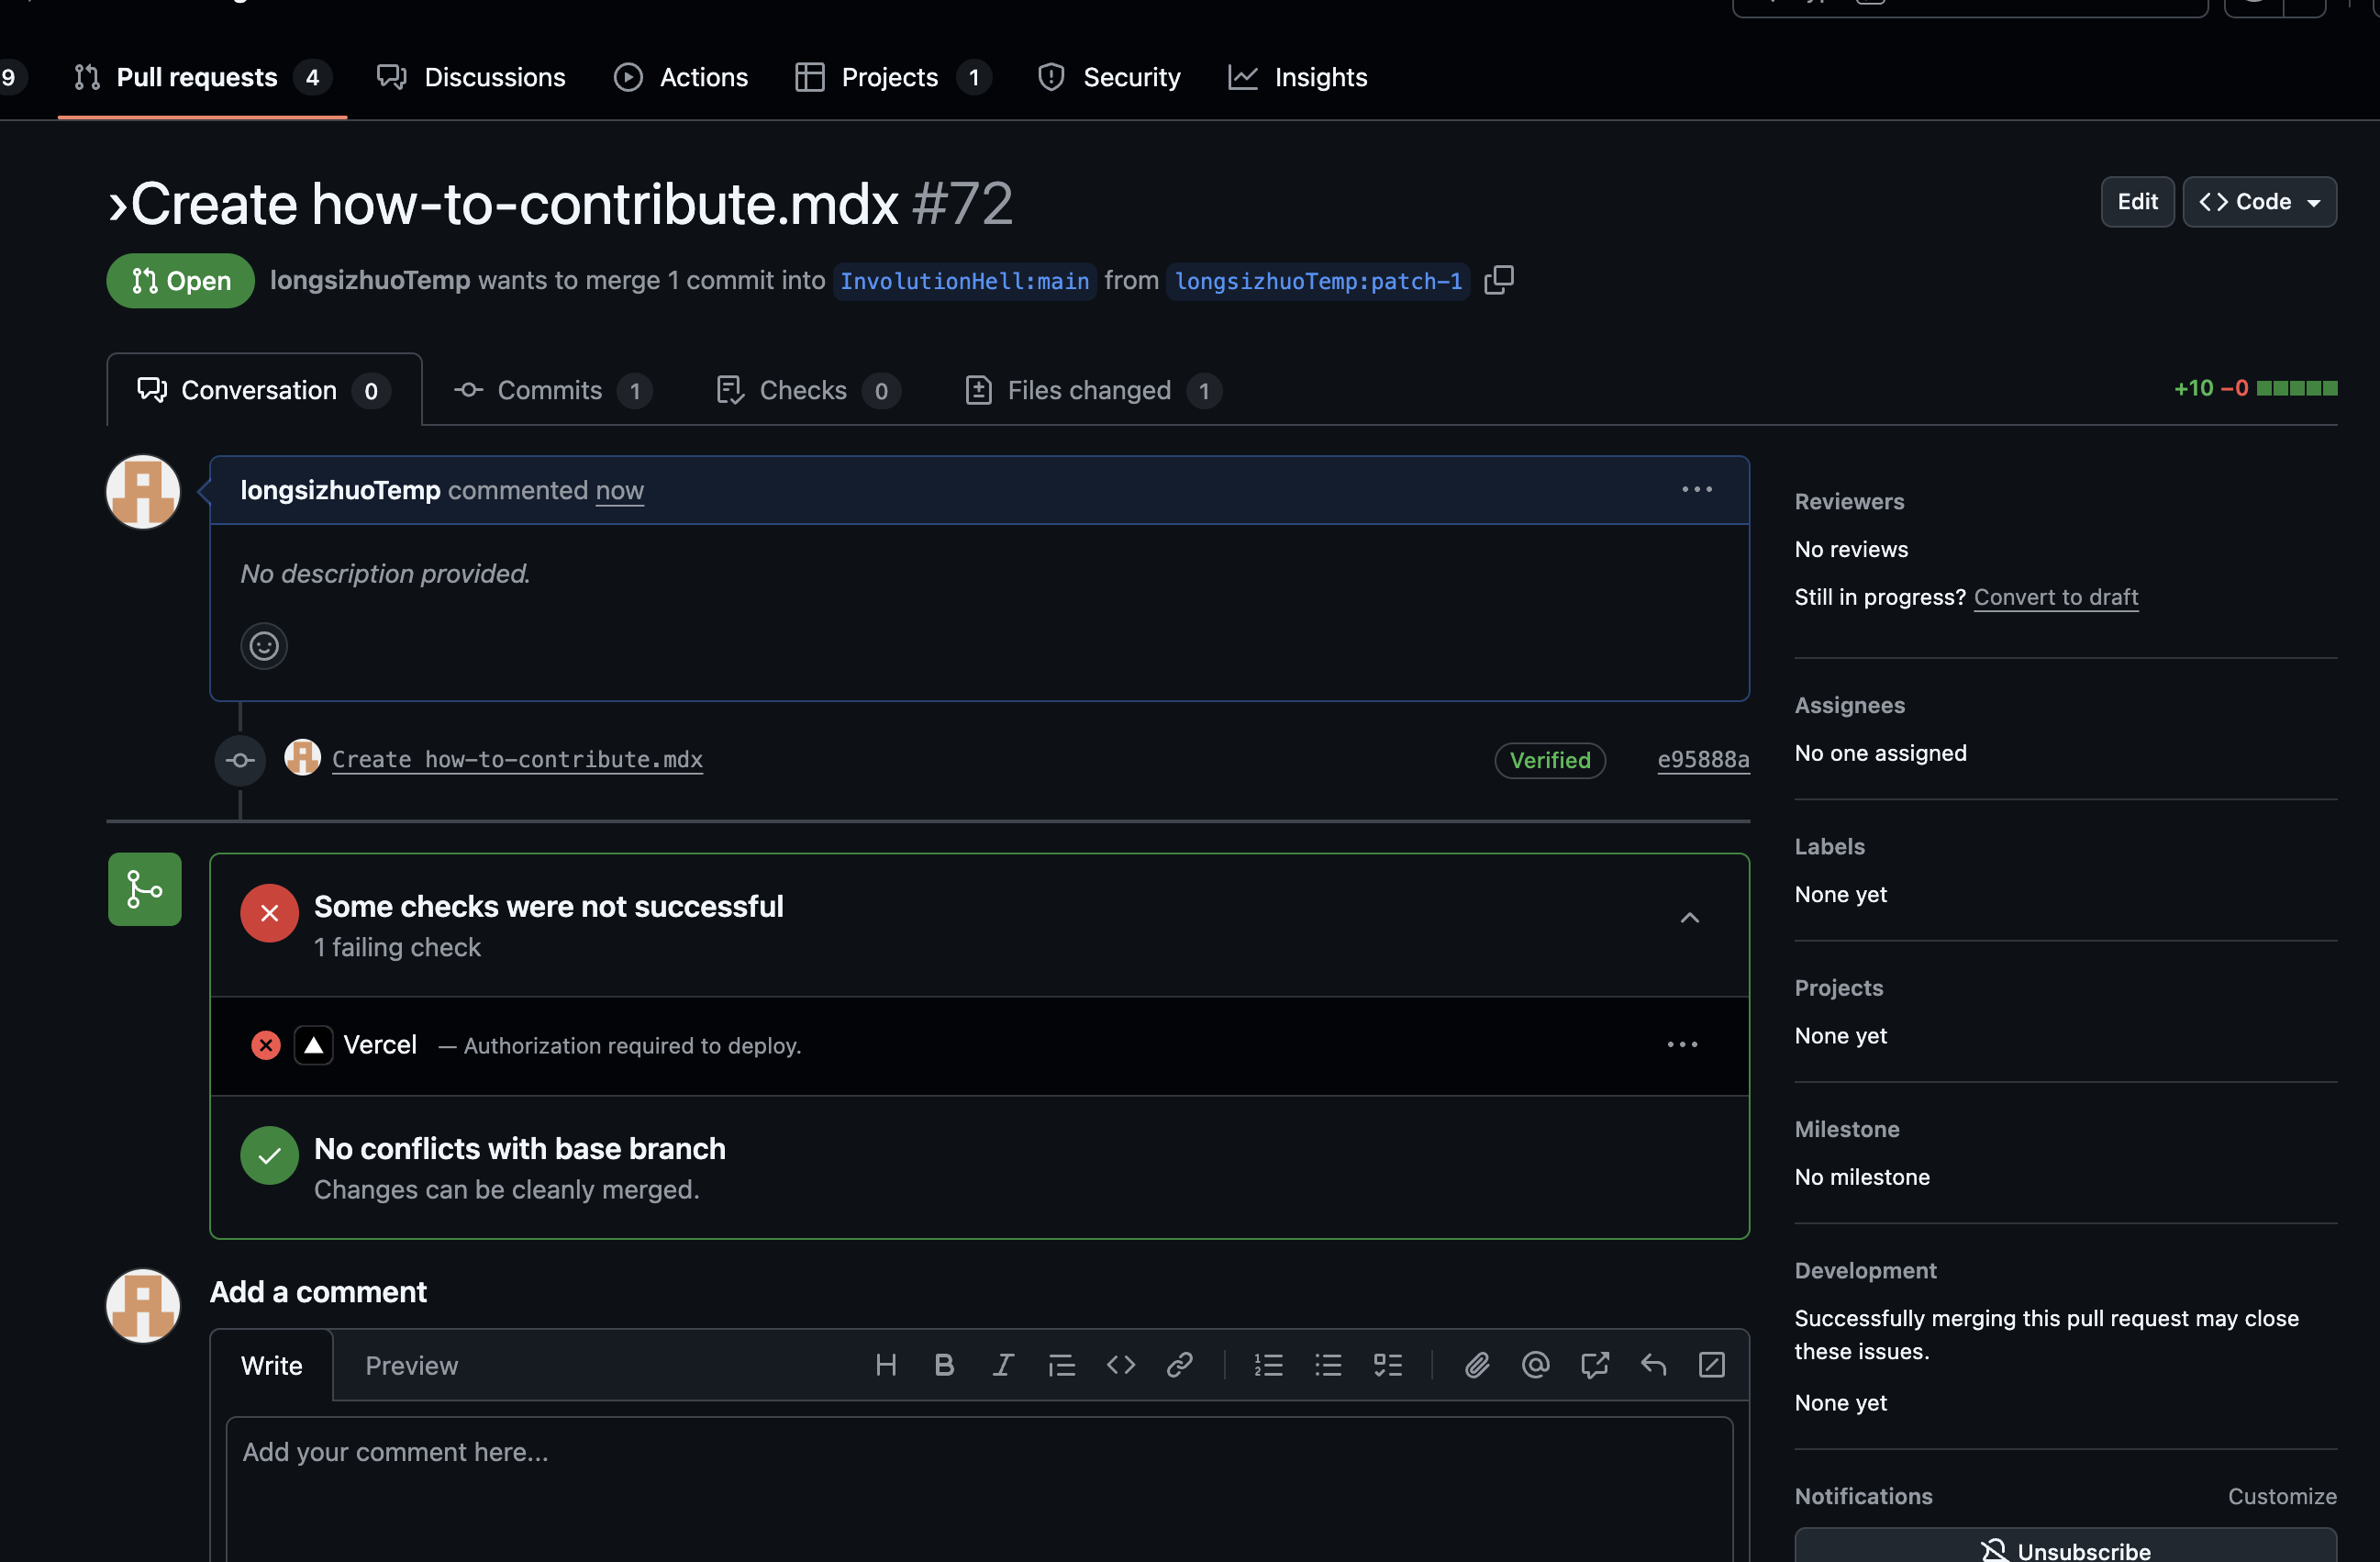 9 Pull requests 4 Discussions Actions Projects 1 Security Insights
›Create how-to-contribute.mdx #72
Edit <> Code
Open longsizhuoTemp wants to merge 1 commit into InvolutionHell:main from longsizhuoTemp:patch-1
Conversation 0 Commits 1 Checks 0 Files changed 1
+10 −0
longsizhuoTemp commented now
No description provided.
Create how-to-contribute.mdx Verified e95888a
Some checks were not successful
1 failing check
Vercel — Authorization required to deploy.
No conflicts with base branch
Changes can be cleanly merged.
Add a comment
Write Preview
Add your comment here...
Reviewers
No reviews
Still in progress? Convert to draft
Assignees
No one assigned
Labels
None yet
Projects
None yet
Milestone
No milestone
Development
Successfully merging this pull request may close
these issues.
None yet
Notifications Customize
Unsubscribe